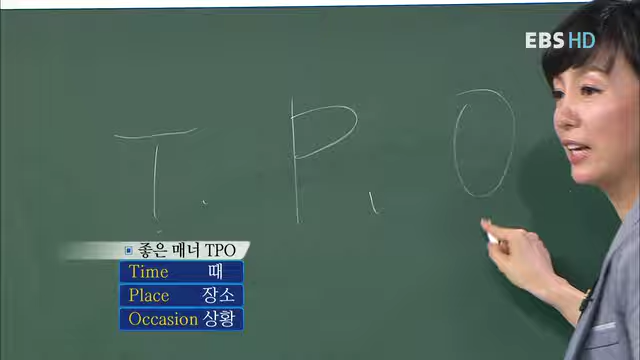 EBS HD
T. P. O
좋은 매너 TPO
Time 때
Place 장소
Occasion 상황